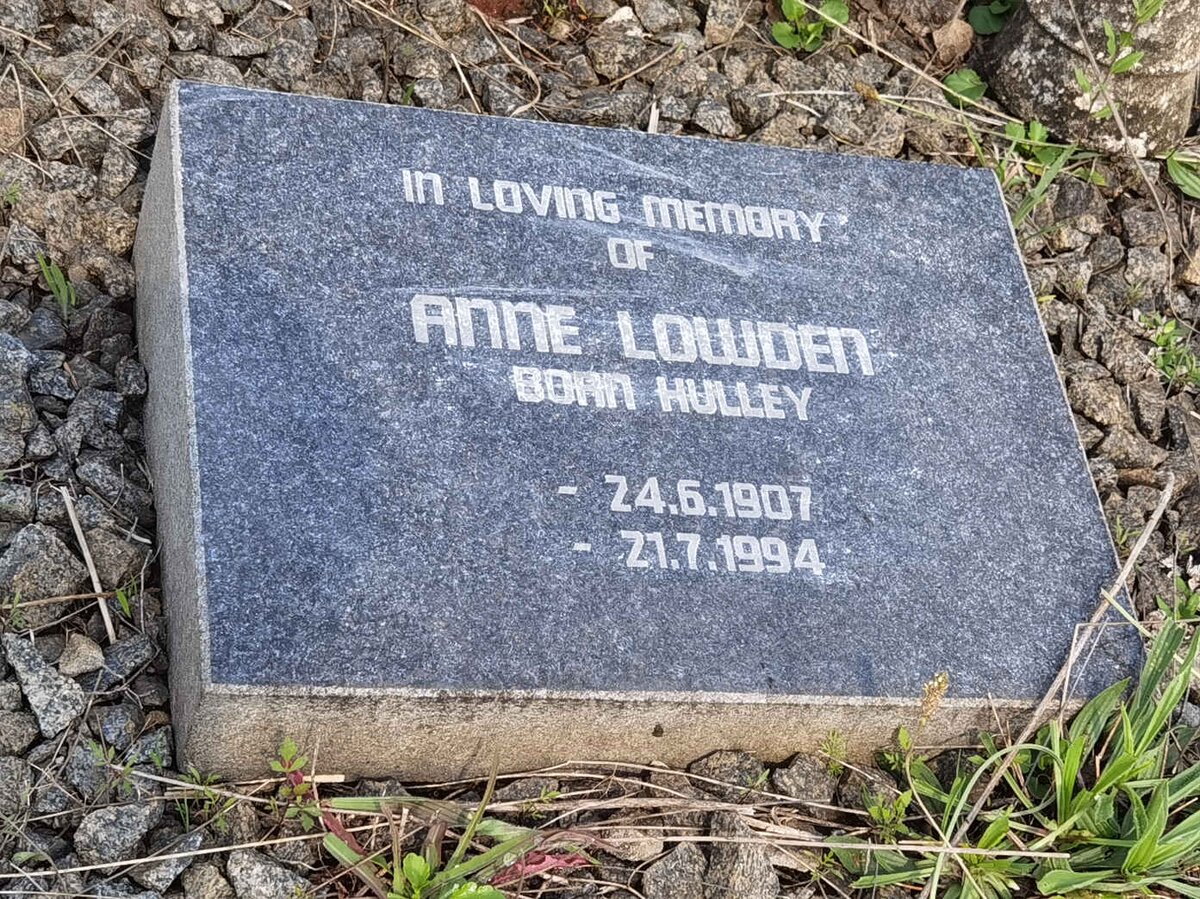 IN LOVING MEMORY
OF
ANNE LOWDEN
BORN HULLEY
- 24.6.1907
- 21.7.1994